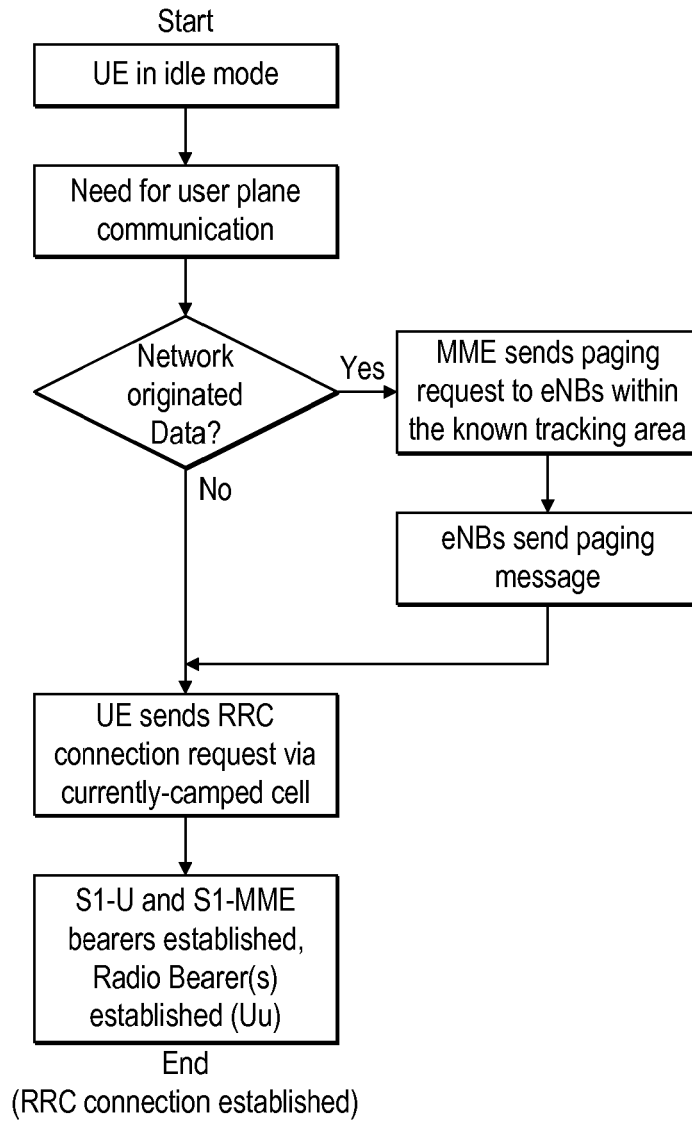 Start
UE in idle mode
Need for user plane
communication
Network
originated
Data?
Yes
MME sends paging
request to eNBs within
the known tracking area
No
eNBs send paging
message
UE sends RRC
connection request via
currently-camped cell
S1-U and S1-MME
bearers established,
Radio Bearer(s)
established (Uu)
End
(RRC connection established)